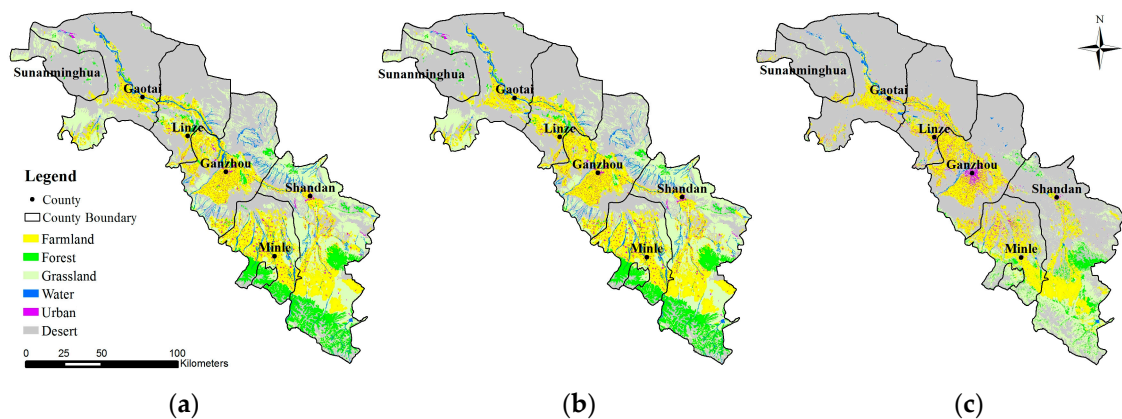 Sunanminghua
Gaotai
Linze
Ganzhou
Shandan
Minle
Legend
County
County Boundary
Farmland
Forest
Grassland
Water
Urban
Desert
0 25 50 100
Kilometers
(a)
Sunanminghua
Gaotai
Linze
Ganzhou
Shandan
Minle
(b)
N
Sunanminghua
Gaotai
Linze
Ganzhou
Shandan
Minle
(c)